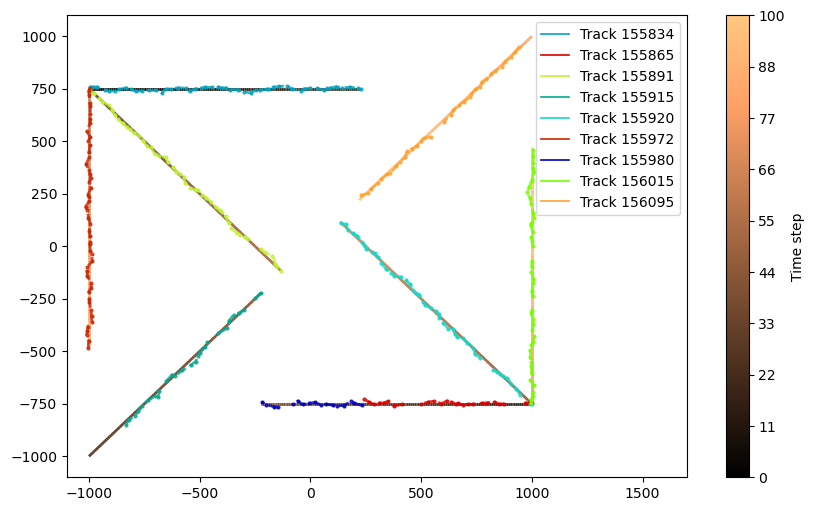 1000
750
500
250
0
−250
−500
−750
−1000
−1000
−500
0
500
1000
1500
Track 155834
Track 155865
Track 155891
Track 155915
Track 155920
Track 155972
Track 155980
Track 156015
Track 156095
100
88
77
66
55
44
33
22
11
0
Time step